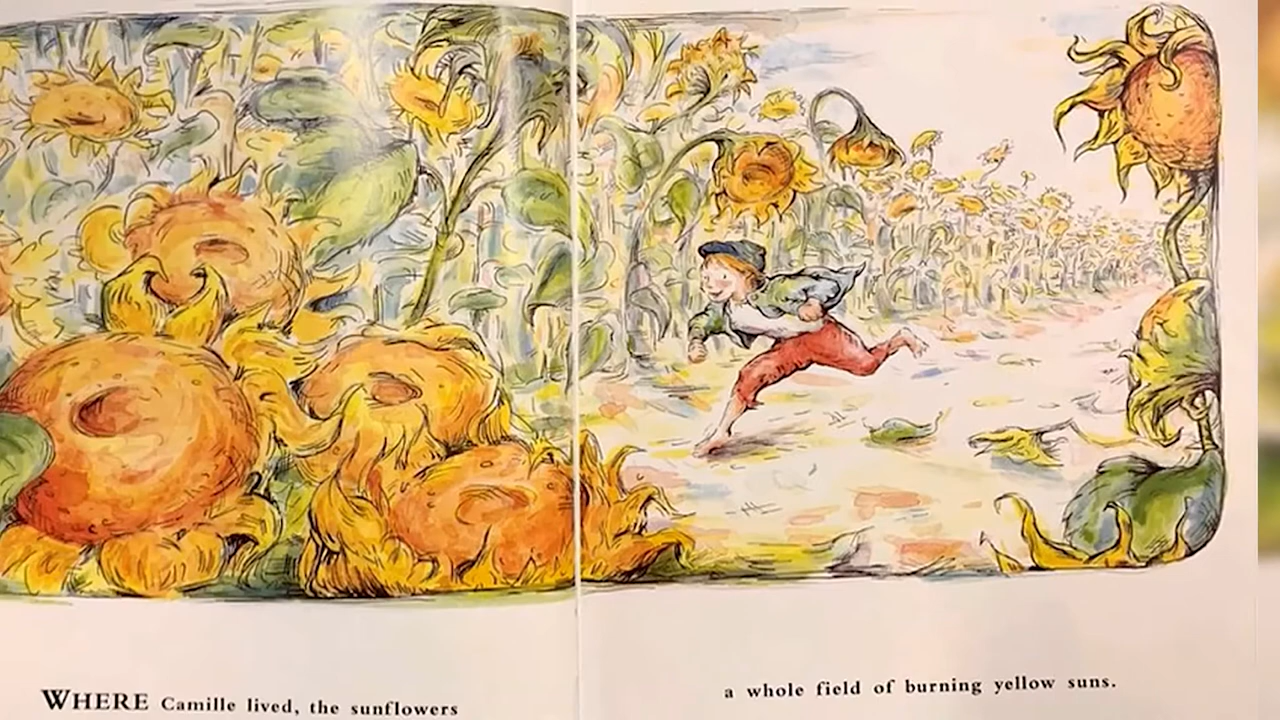 WHERE Camille lived, the sunflowers
a whole field of burning yellow suns.